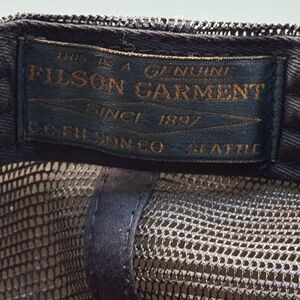 THIS IS A GENUINE
FILSON GARMENT
SINCE 1897
C.C. FILSON CO. SEATTLE